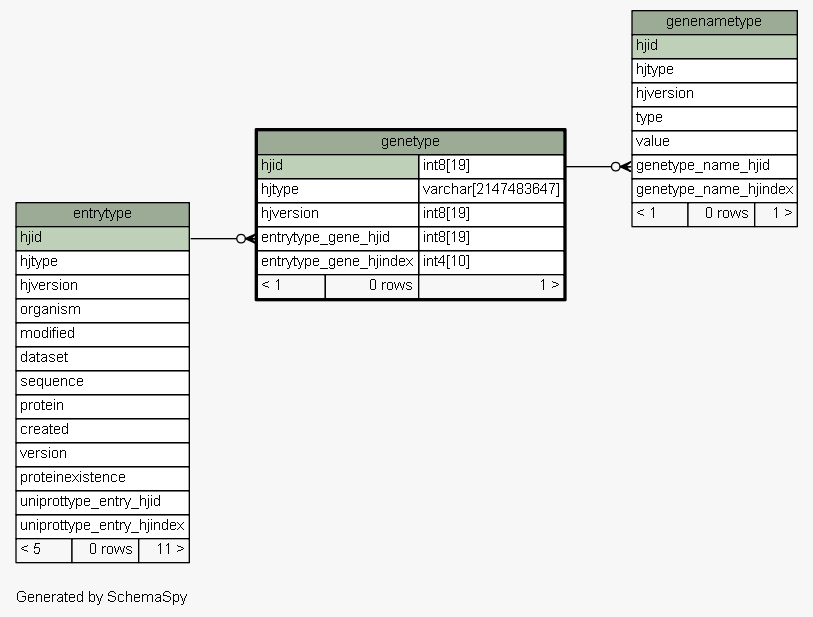 genenametype
hjid
hjtype
hjversion
type
value
genetype_name_hjid
genetype_name_hjindex
< 1 0 rows 1 >
genetype
hjid int8[19]
hjtype varchar[2147483647]
hjversion int8[19]
entrytype_gene_hjid int8[19]
entrytype_gene_hjindex int4[10]
< 1 0 rows 1 >
entrytype
hjid
hjtype
hjversion
organism
modified
dataset
sequence
protein
created
version
proteinexistence
uniprottype_entry_hjid
uniprottype_entry_hjindex
< 5 0 rows 11 >
Generated by SchemaSpy